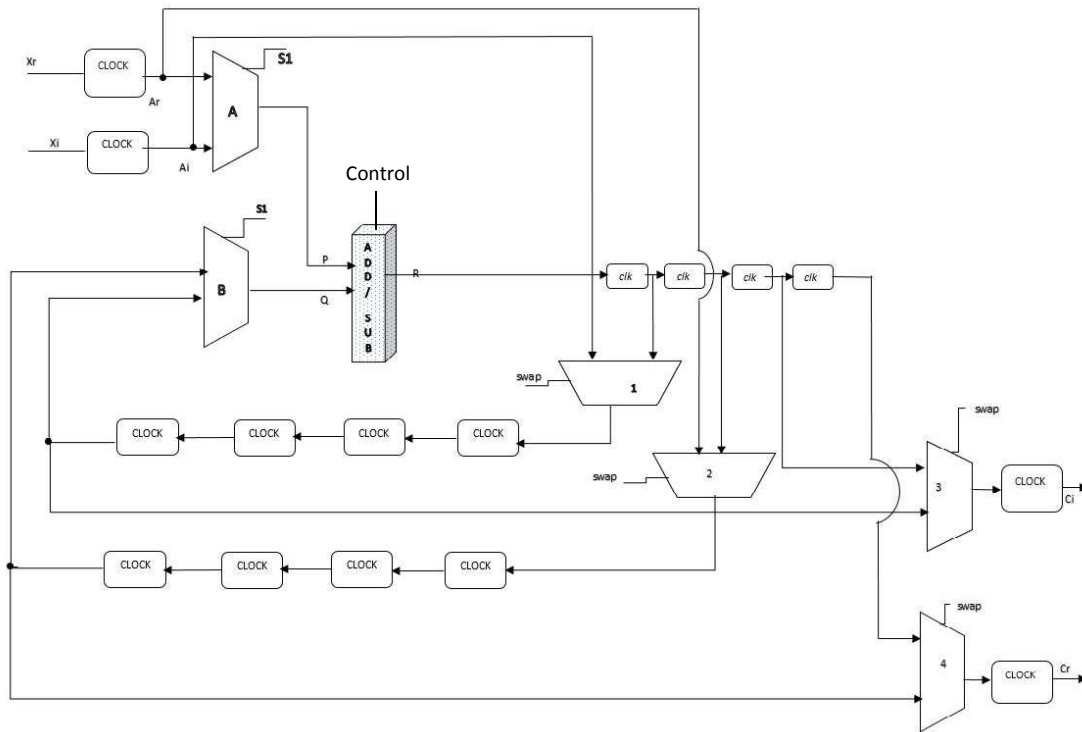 Xr
CLOCK
Ar
S1
A
Xi
CLOCK
Ai
Control
S1
B
P
Q
ADD/SUB
R
clk
clk
clk
clk
swap
1
CLOCK
CLOCK
CLOCK
CLOCK
swap
2
swap
3
CLOCK
Ci
CLOCK
CLOCK
CLOCK
CLOCK
swap
4
CLOCK
Cr